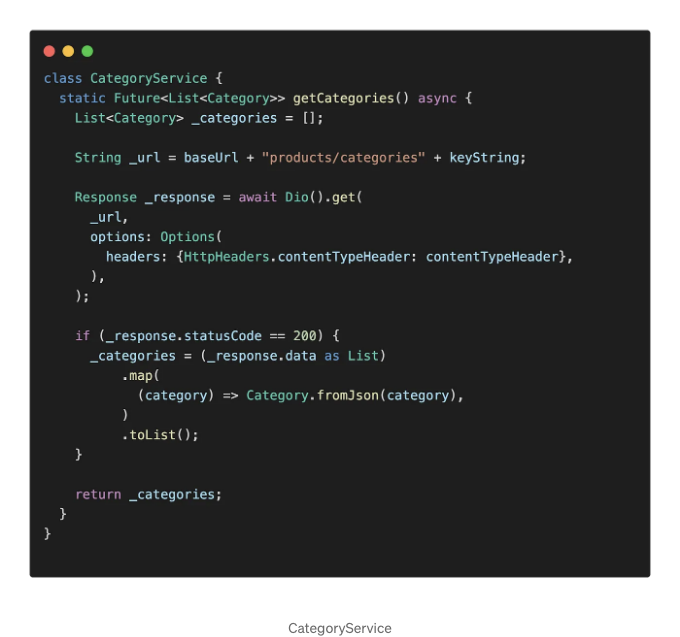 class CategoryService {
  static Future<List<Category>> getCategories() async {
    List<Category> _categories = [];

    String _url = baseUrl + "products/categories" + keyString;

    Response _response = await Dio().get(
      _url,
      options: Options(
        headers: {HttpHeaders.contentTypeHeader: contentTypeHeader},
      ),
    );

    if (_response.statusCode == 200) {
      _categories = (_response.data as List)
          .map(
            (category) => Category.fromJson(category),
          )
          .toList();
    }

    return _categories;
  }
}
CategoryService